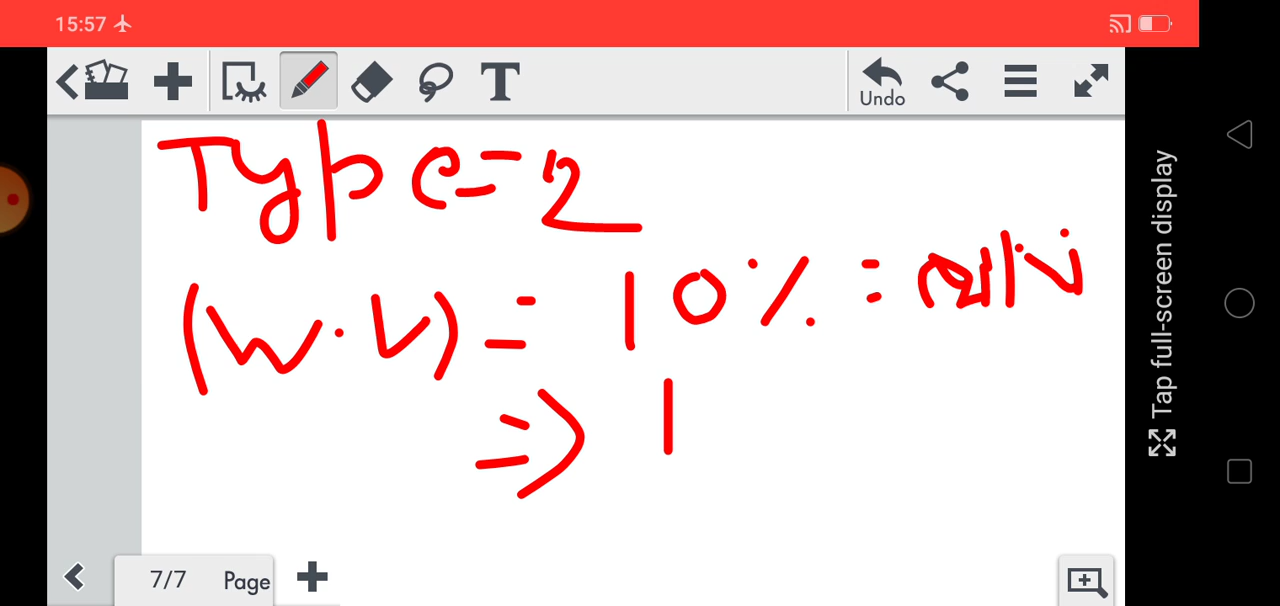 15:57
Undo
Type=2
(W.V) = 10% =
=> 1
7/7 Page
Tap full-screen display